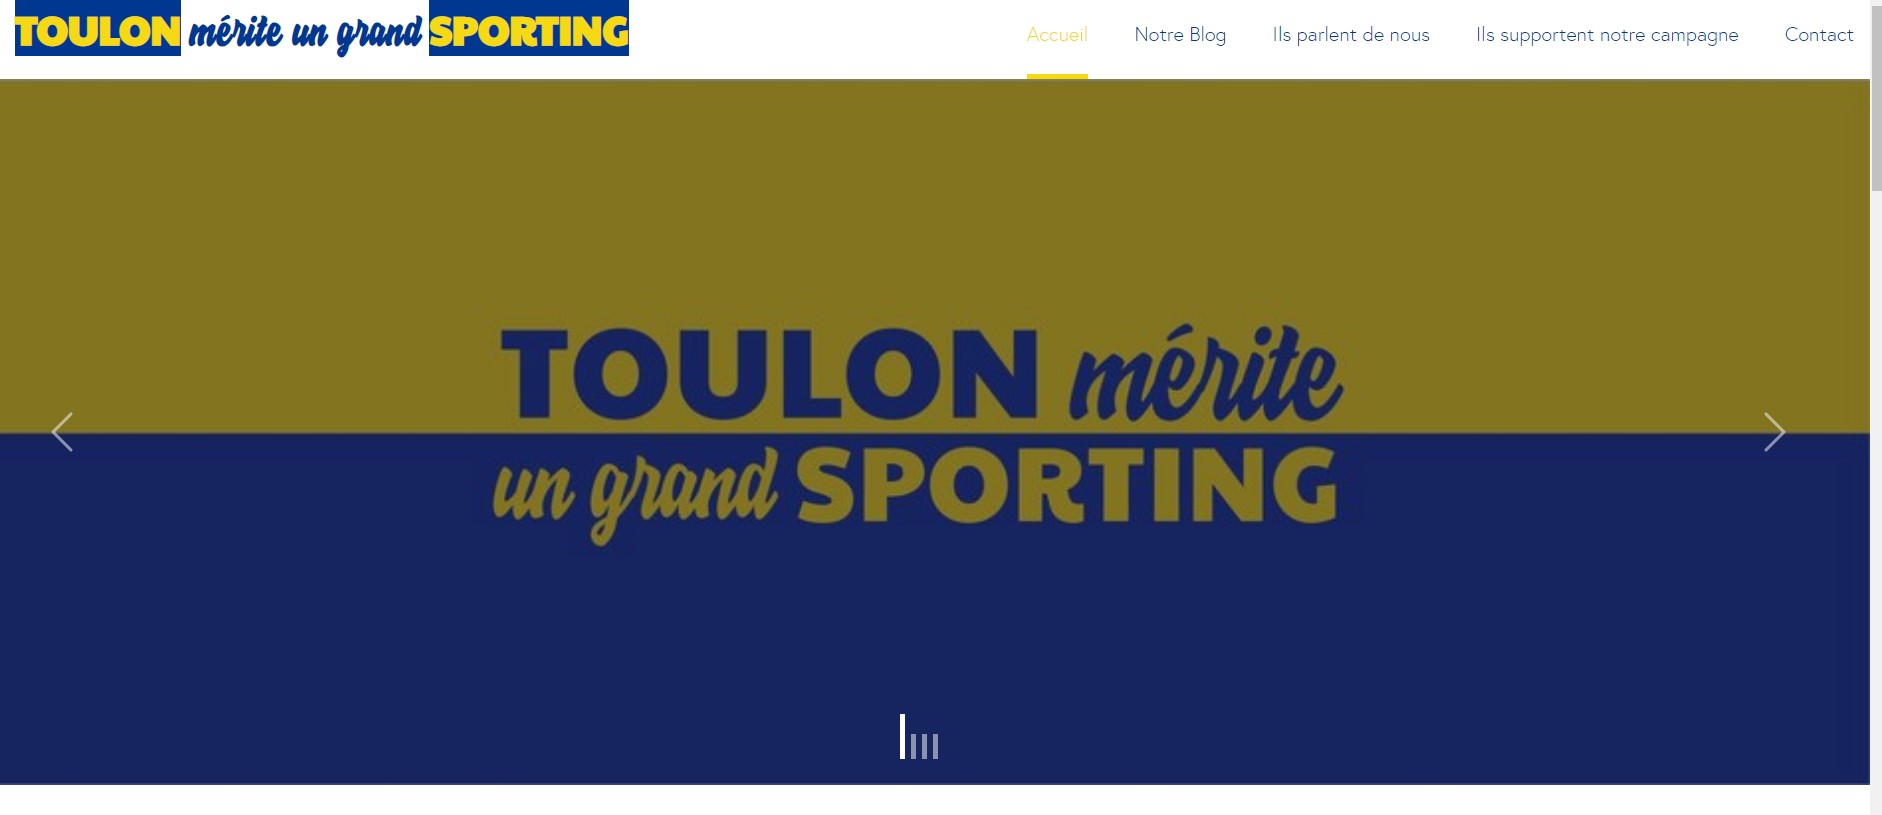 TOULON mérite un grand SPORTING
Accueil
Notre Blog
Ils parlent de nous
Ils supportent notre campagne
Contact
TOULON mérite
un grand SPORTING